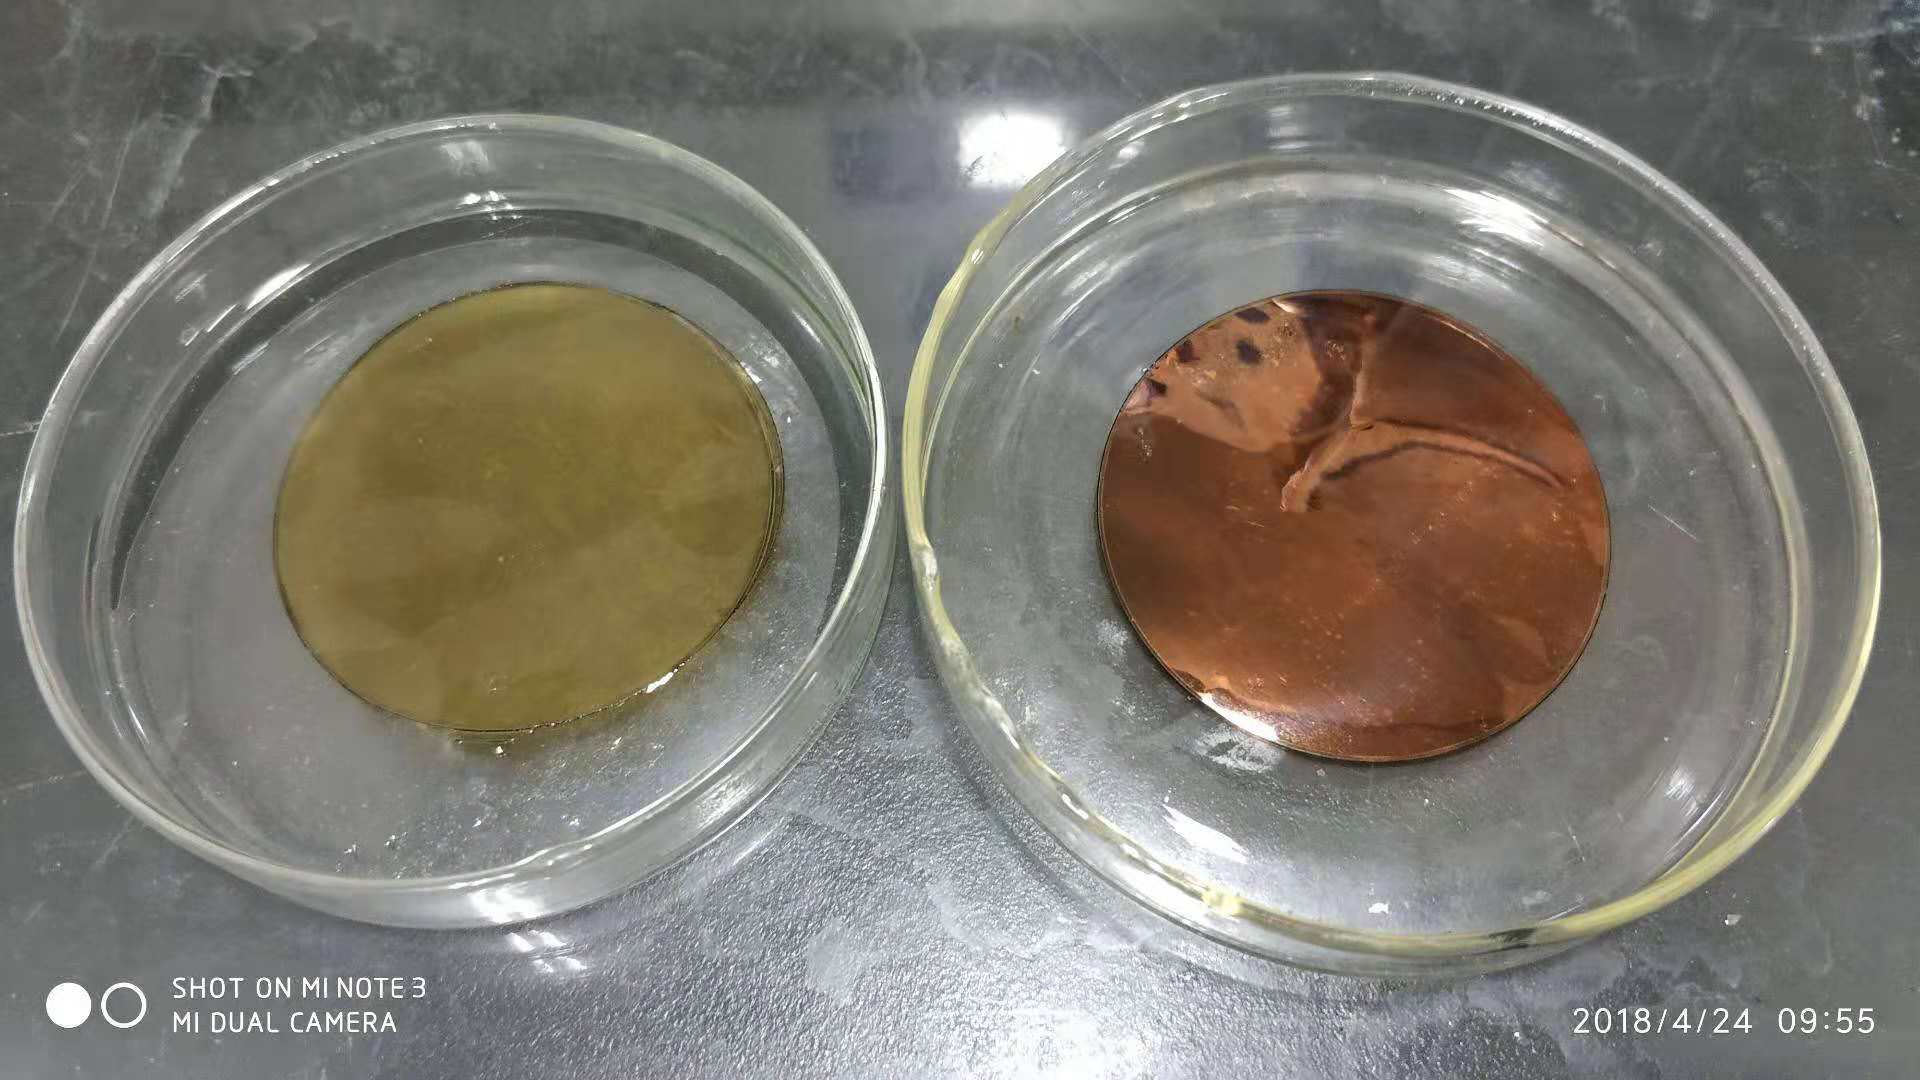 SHOT ON MI NOTE 3
MI DUAL CAMERA
2018/4/24 09:55